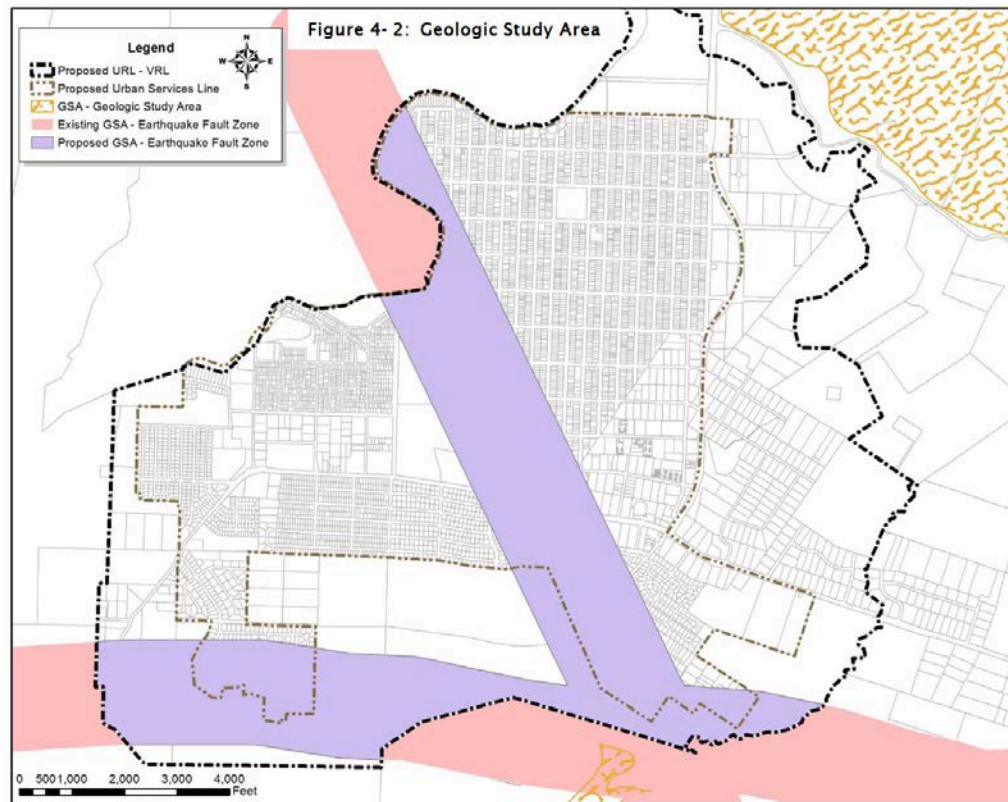 Figure 4- 2: Geologic Study Area
Legend
N
W E
S
Proposed URL - VRL
Proposed Urban Services Line
GSA - Geologic Study Area
Existing GSA - Earthquake Fault Zone
Proposed GSA - Earthquake Fault Zone
0 500 1,000 2,000 3,000 4,000
Feet